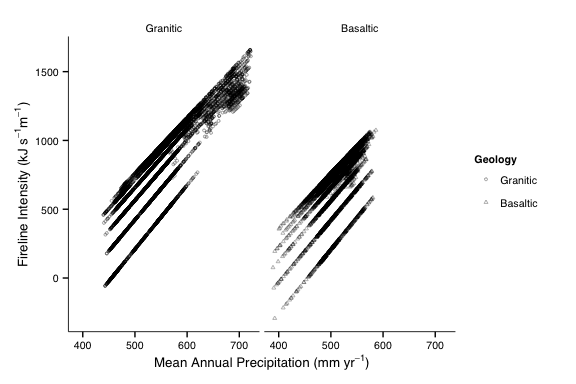 Granitic Basaltic
1500
1000
500
0
Fireline Intensity (kJ s⁻¹m⁻¹)
400 500 600 700 400 500 600 700
Mean Annual Precipitation (mm yr⁻¹)
Geology
Granitic
Basaltic